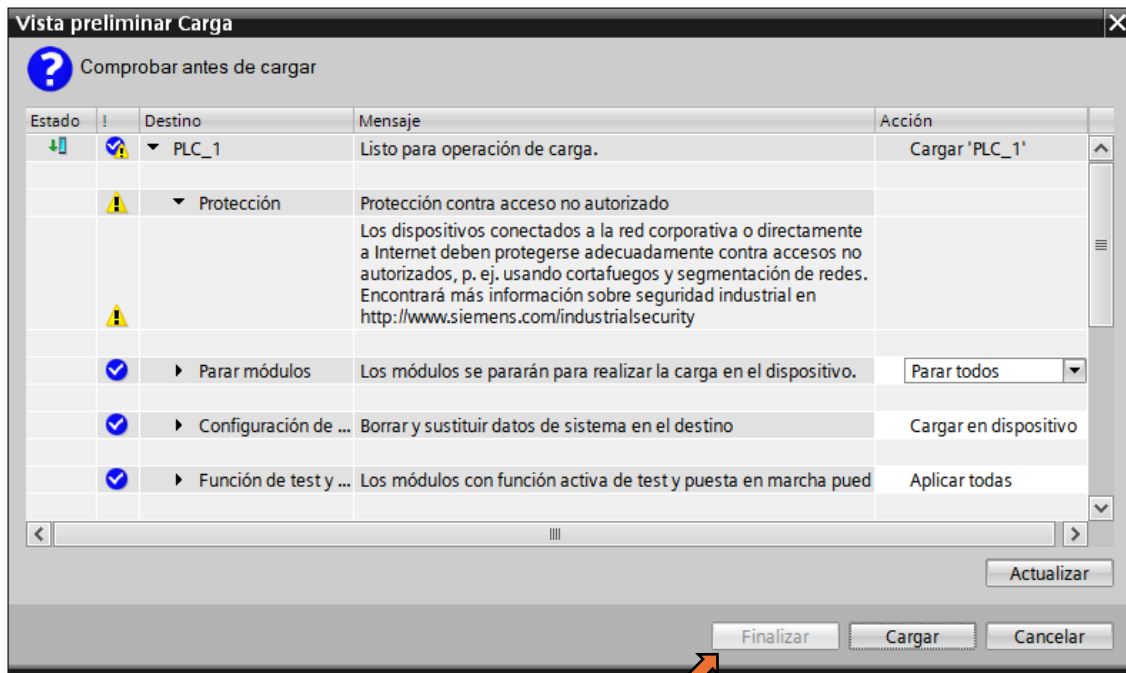 Vista preliminar Carga
Comprobar antes de cargar
Estado ! Destino Mensaje Acción
PLC_1 Listo para operación de carga. Cargar 'PLC_1'
Protección Protección contra acceso no autorizado
Los dispositivos conectados a la red corporativa o directamente
a Internet deben protegerse adecuadamente contra accesos no
autorizados, p. ej. usando cortafuegos y segmentación de redes.
Encontrará más información sobre seguridad industrial en
http://www.siemens.com/industrialsecurity
Parar módulos Los módulos se pararán para realizar la carga en el dispositivo. Parar todos
Configuración de ... Borrar y sustituir datos de sistema en el destino Cargar en dispositivo
Función de test y ... Los módulos con función activa de test y puesta en marcha pued Aplicar todas
Actualizar
Finalizar Cargar Cancelar